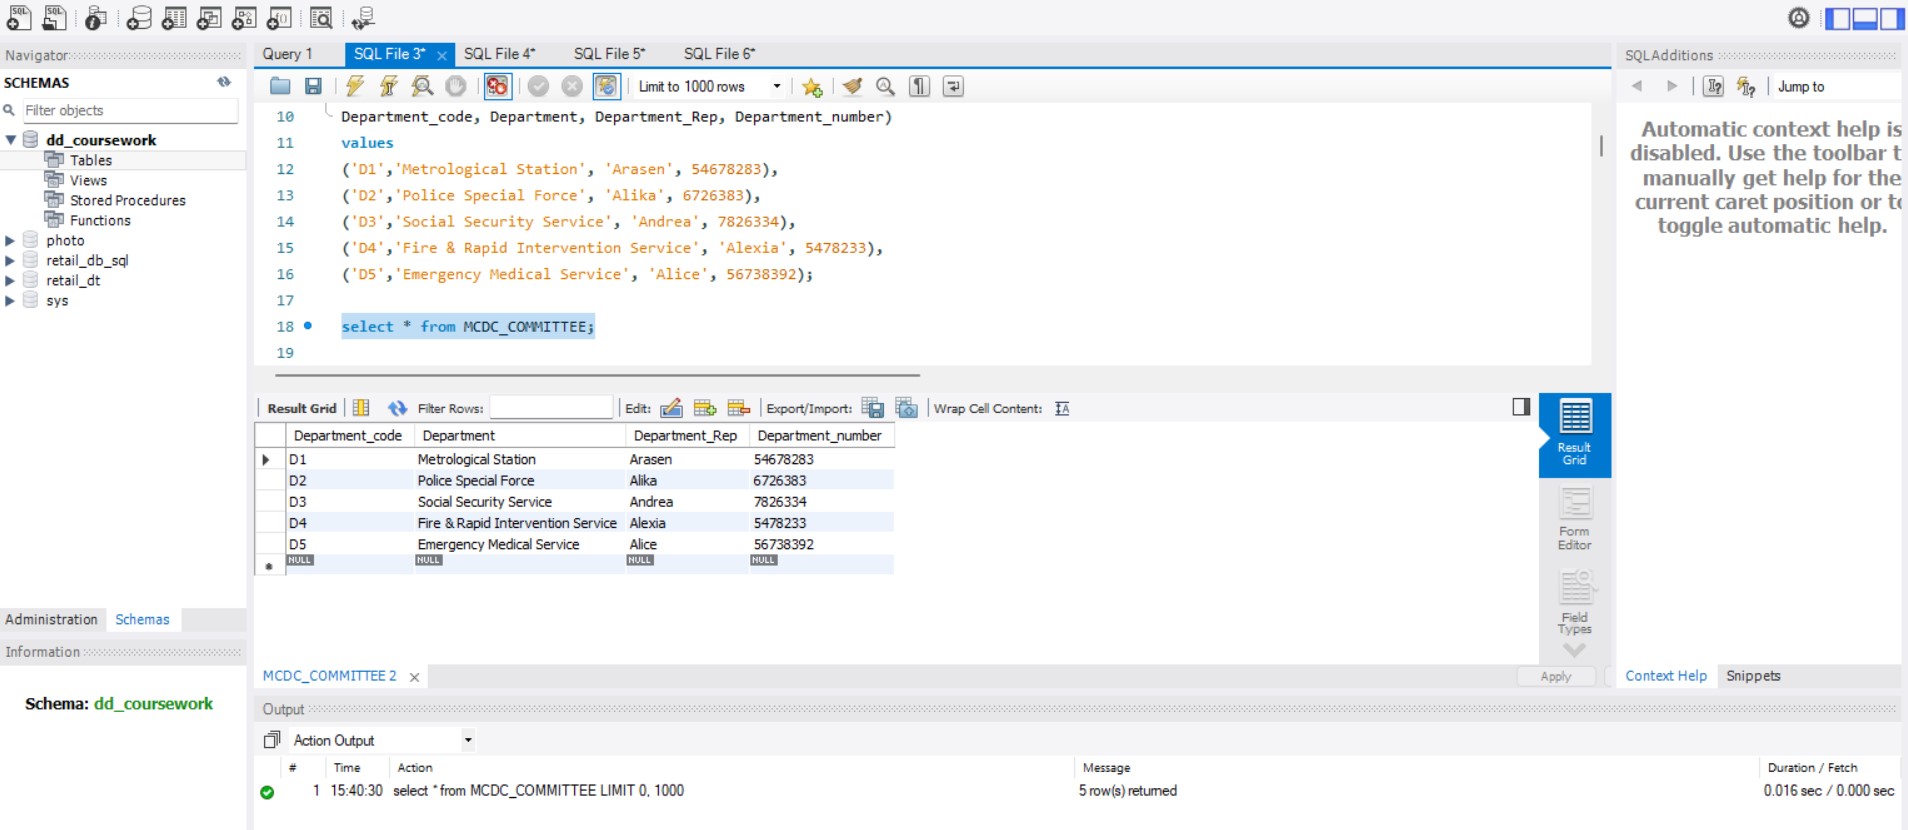 Navigator
SCHEMAS
Filter objects
dd_coursework
Tables
Views
Stored Procedures
Functions
photo
retail_db_sql
retail_dt
sys
Administration Schemas
Information
Schema: dd_coursework
Query 1 SQL File 3* SQL File 4* SQL File 5* SQL File 6*
Limit to 1000 rows
10 Department_code, Department, Department_Rep, Department_number)
11 values
12 ('D1','Metrological Station', 'Arasen', 54678283),
13 ('D2','Police Special Force', 'Alika', 6726383),
14 ('D3','Social Security Service', 'Andrea', 7826334),
15 ('D4','Fire & Rapid Intervention Service', 'Alexia', 5478233),
16 ('D5','Emergency Medical Service', 'Alice', 56738392);
17
18 select * from MCDC_COMMITTEE;
19
Result Grid Filter Rows: Edit: Export/Import: Wrap Cell Content:
Department_code Department Department_Rep Department_number
D1 Metrological Station Arasen 54678283
D2 Police Special Force Alika 6726383
D3 Social Security Service Andrea 7826334
D4 Fire & Rapid Intervention Service Alexia 5478233
D5 Emergency Medical Service Alice 56738392
NULL NULL NULL NULL
Result
Grid
Form
Editor
Field
Types
MCDC_COMMITTEE 2
Apply
SQLAdditions
Jump to
Automatic context help is
disabled. Use the toolbar t
manually get help for the
current caret position or to
toggle automatic help.
Context Help Snippets
Output
Action Output
# Time Action Message Duration / Fetch
1 15:40:30 select * from MCDC_COMMITTEE LIMIT 0, 1000 5 row(s) returned 0.016 sec / 0.000 sec